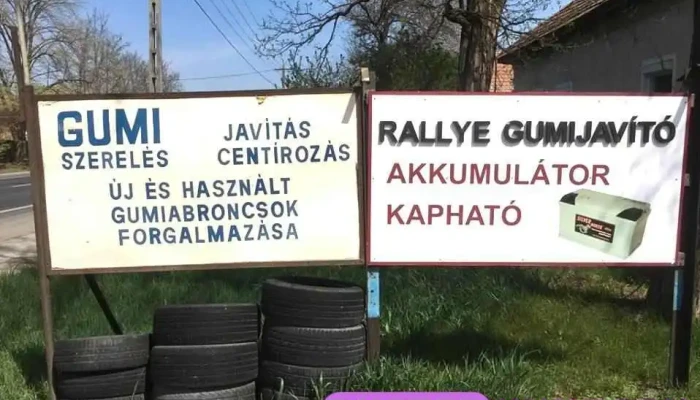 GUMI
SZERELÉS
JAVÍTÁS
CENTÍROZÁS
ÚJ ÉS HASZNÁLT
GUMIABRONCSOK
FORGALMAZÁSA
RALLYE GUMIJAVÍTÓ
AKKUMULÁTOR
KAPHATÓ